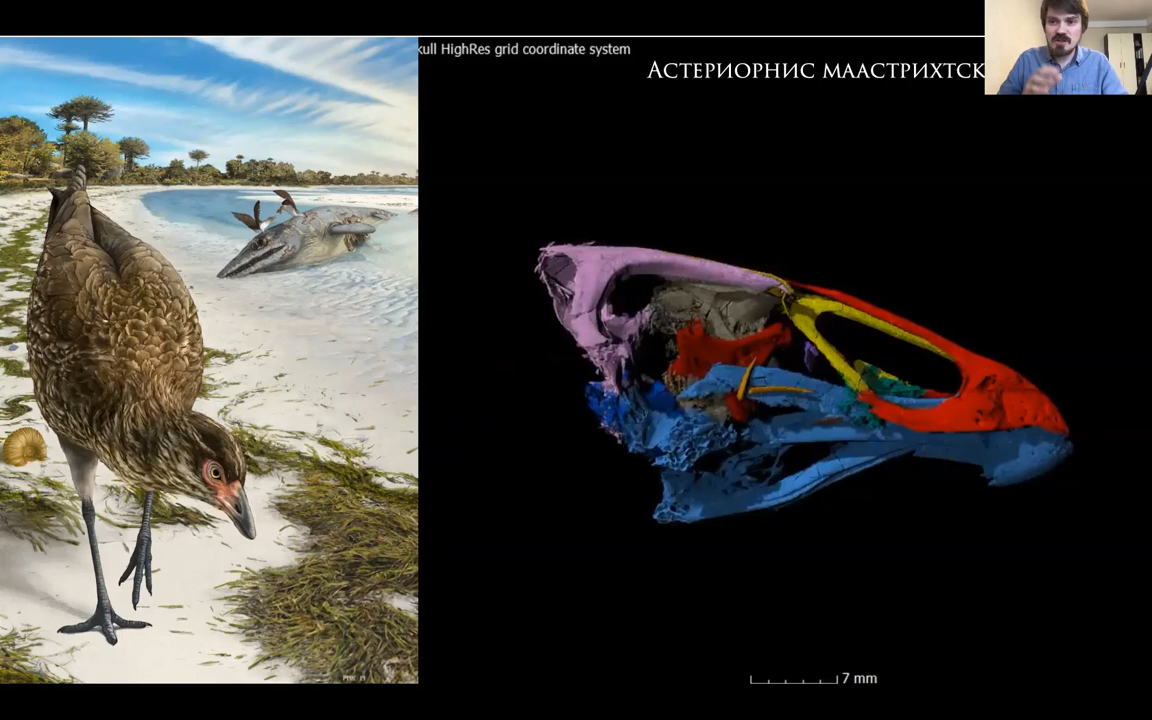 kull HighRes grid coordinate system
Астериорнис маастрихтск
7 mm